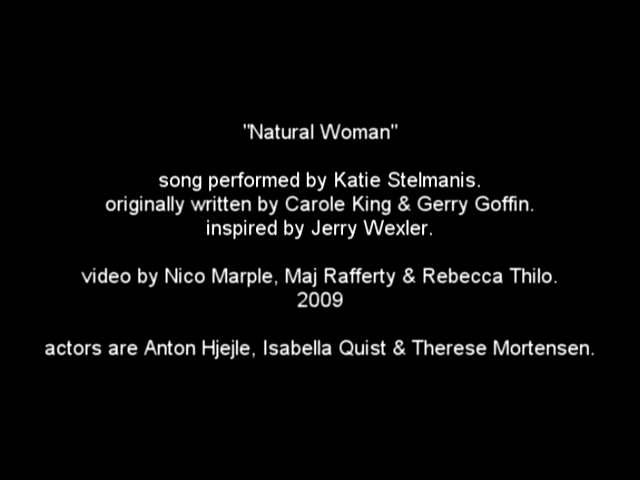 "Natural Woman"
song performed by Katie Stelmanis.
originally written by Carole King & Gerry Goffin.
inspired by Jerry Wexler.
video by Nico Marple, Maj Rafferty & Rebecca Thilo.
2009
actors are Anton Hjejle, Isabella Quist & Therese Mortensen.